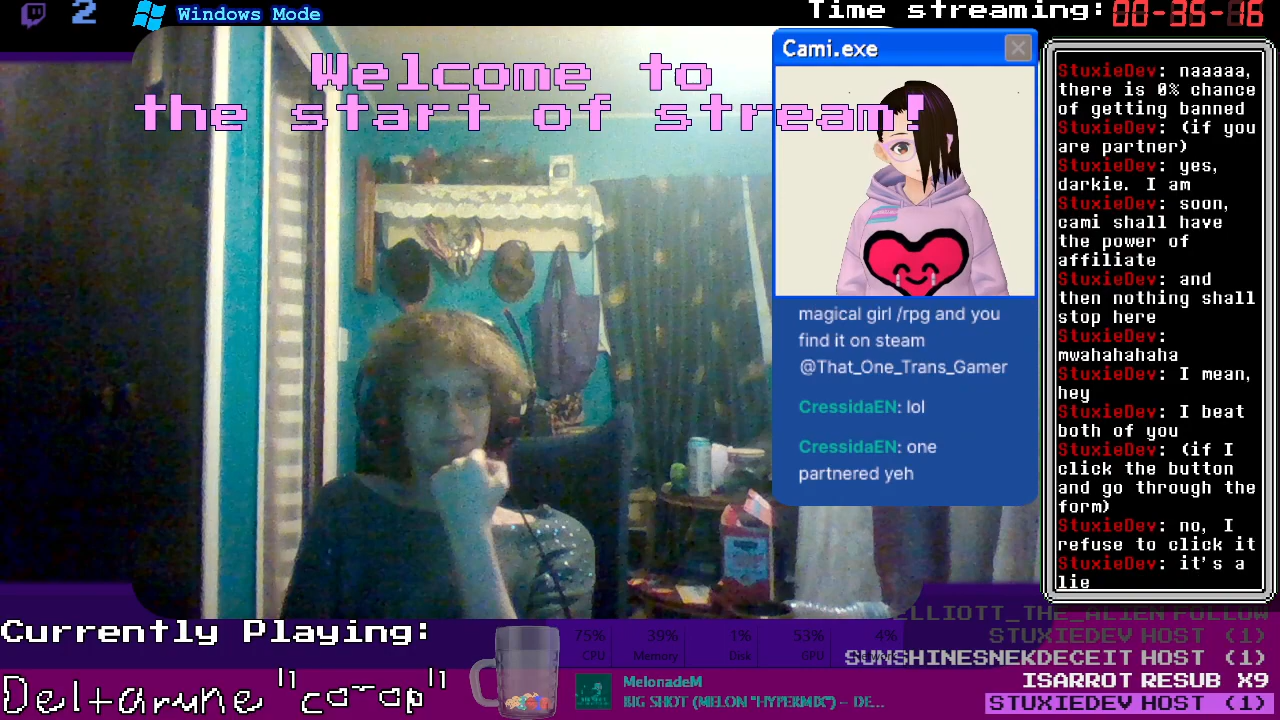 2
Windows Mode
Time streaming:
00-35-16
Welcome to
the start of stream!
Cami.exe
magical girl /rpg and you
find it on steam
@That_One_Trans_Gamer
CressidaEN: lol
CressidaEN: one
partnered yeh
StuxieDev: naaaaa,
there is 0% chance
of getting banned
StuxieDev: (if you
are partner)
StuxieDev: yes,
darkie. I am
StuxieDev: soon,
cami shall have
the power of
affiliate
StuxieDev: and
then nothing shall
stop here
StuxieDev:
mwahahahaha
StuxieDev: I mean,
hey
StuxieDev: I beat
both of you
StuxieDev: (if I
click the button
and go through the
form)
StuxieDev: no, I
refuse to click it
StuxieDev: it's a
lie
Currently Playing:
Deltarune "co-op"
75% 39% 1% 53% 4%
CPU Memory Disk GPU Network
MelonadeM
BIG SHOT (MELON "HYPERMIX") - DE...
ELLIOTT_THE_ALIEN FOLLOW
STUXIEDEV HOST (1)
SUNSHINESNEKDECEIT HOST (1)
ISARROT RESUB X9
STUXIEDEV HOST (1)